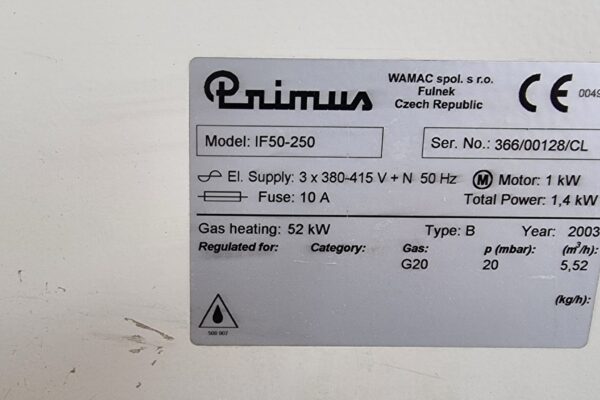 Primus
WAMAC spol. s r.o.
Fulnek
Czech Republic
CE 0049
Model: IF50-250
Ser. No.: 366/00128/CL
El. Supply: 3 x 380-415 V + N 50 Hz M Motor: 1 kW
Fuse: 10 A Total Power: 1,4 kW
Gas heating: 52 kW Type: B Year: 2003
Regulated for: Category: Gas: p (mbar): (m³/h):
G20 20 5,52
(kg/h):